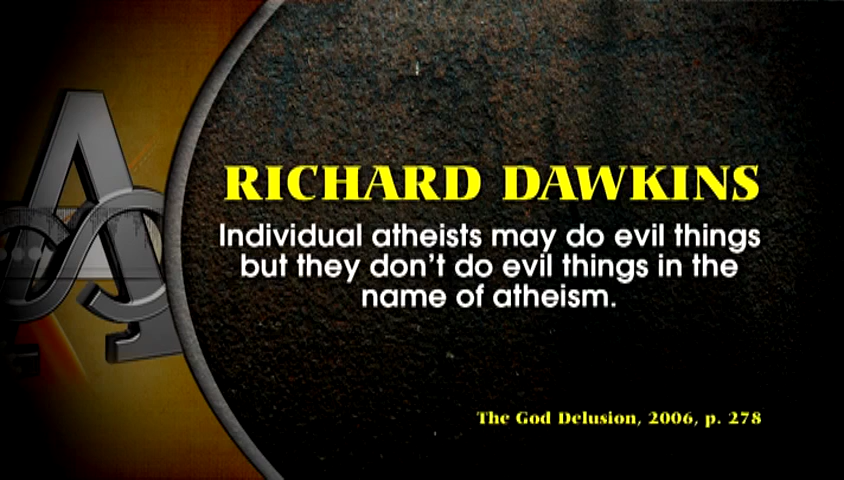 RICHARD DAWKINS
Individual atheists may do evil things
but they don't do evil things in the
name of atheism.
The God Delusion, 2006, p. 278